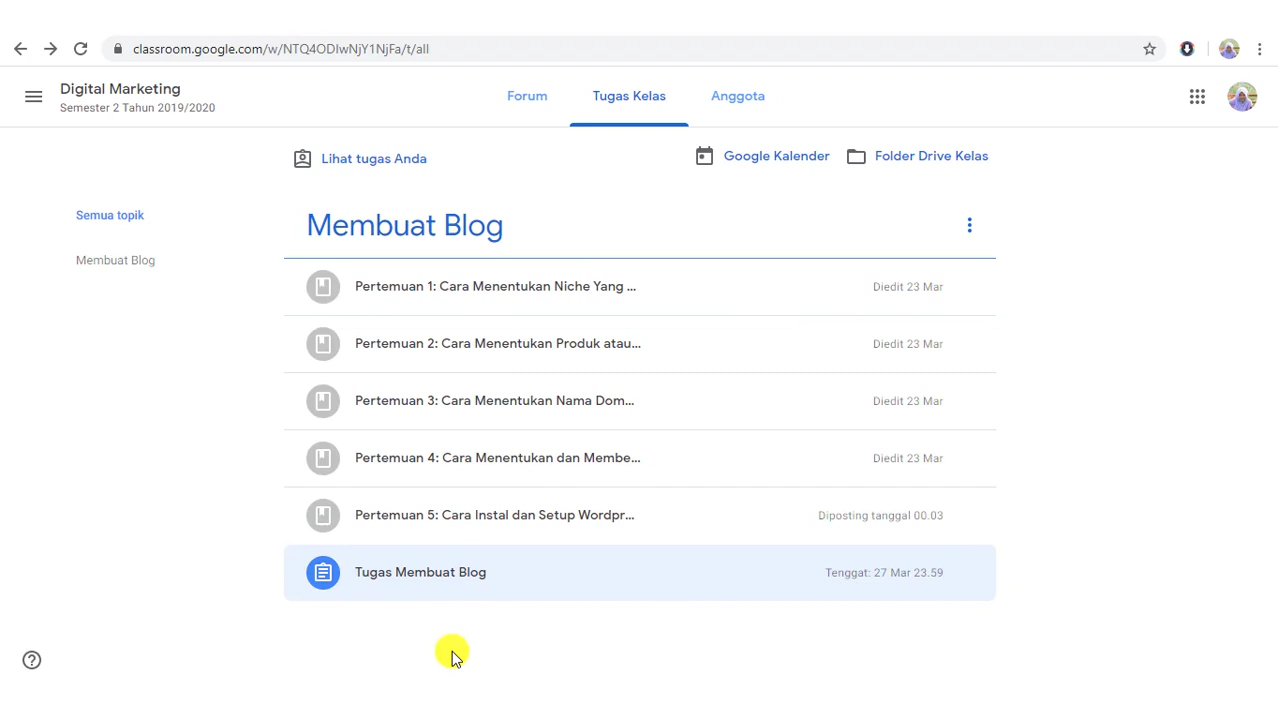 classroom.google.com/w/NTQ4ODIwNjY1NjFa/t/all
Digital Marketing
Semester 2 Tahun 2019/2020
Forum
Tugas Kelas
Anggota
Lihat tugas Anda
Google Kalender
Folder Drive Kelas
Semua topik
Membuat Blog
Membuat Blog
Pertemuan 1: Cara Menentukan Niche Yang ...
Diedit 23 Mar
Pertemuan 2: Cara Menentukan Produk atau...
Diedit 23 Mar
Pertemuan 3: Cara Menentukan Nama Dom...
Diedit 23 Mar
Pertemuan 4: Cara Menentukan dan Membe...
Diedit 23 Mar
Pertemuan 5: Cara Instal dan Setup Wordpr...
Diposting tanggal 00.03
Tugas Membuat Blog
Tenggat: 27 Mar 23.59